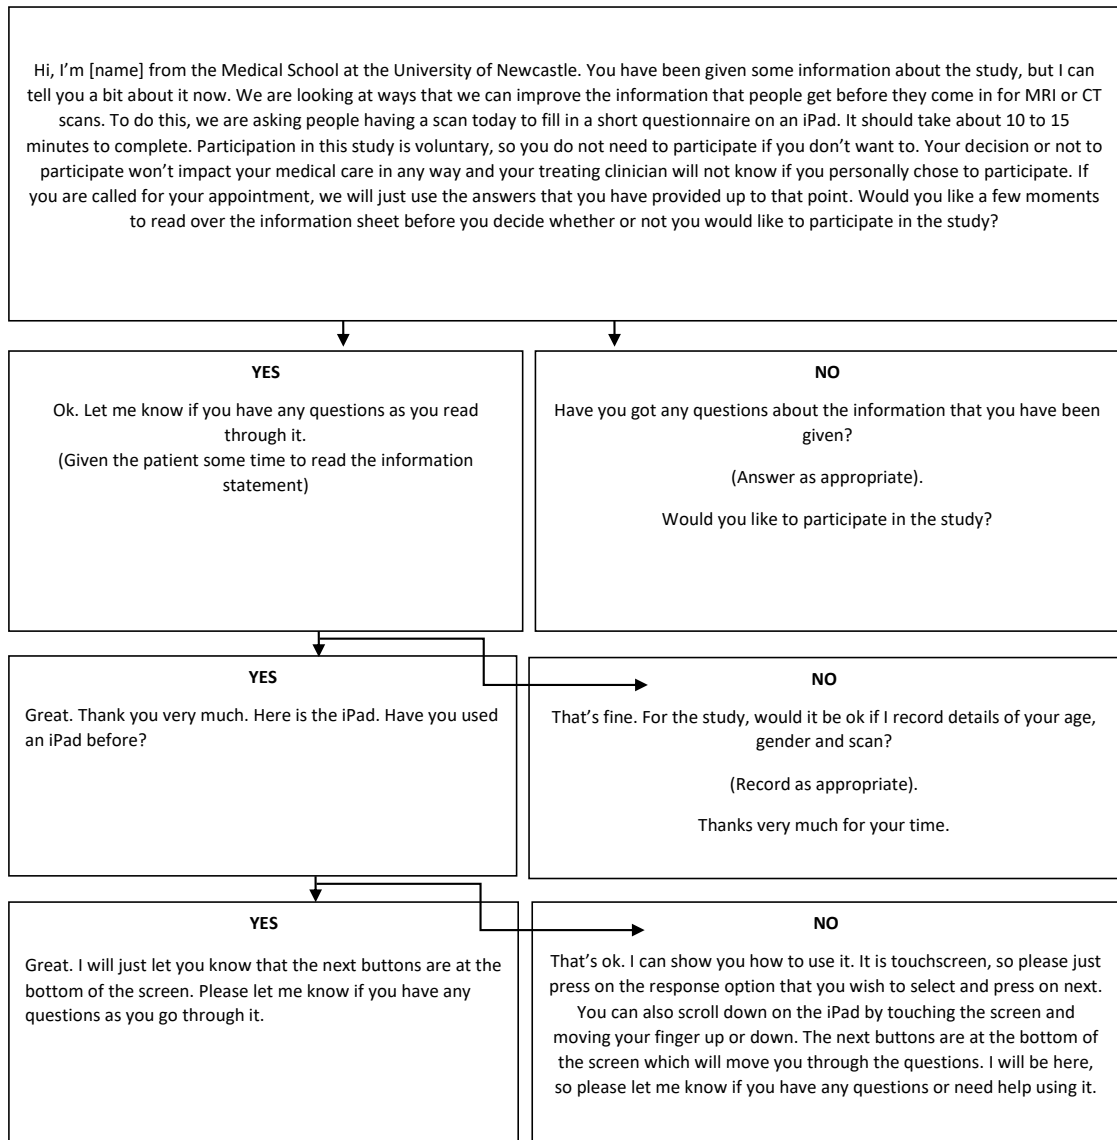 Hi, I’m [name] from the Medical School at the University of Newcastle. You have been given some information about the study, but I can
tell you a bit about it now. We are looking at ways that we can improve the information that people get before they come in for MRI or CT
scans. To do this, we are asking people having a scan today to fill in a short questionnaire on an iPad. It should take about 10 to 15
minutes to complete. Participation in this study is voluntary, so you do not need to participate if you don’t want to. Your decision or not to
participate won’t impact your medical care in any way and your treating clinician will not know if you personally chose to participate. If
you are called for your appointment, we will just use the answers that you have provided up to that point. Would you like a few moments
to read over the information sheet before you decide whether or not you would like to participate in the study?
YES
Ok. Let me know if you have any questions as you read
through it.
(Given the patient some time to read the information
statement)
NO
Have you got any questions about the information that you have been
given?
(Answer as appropriate).
Would you like to participate in the study?
YES
Great. Thank you very much. Here is the iPad. Have you used
an iPad before?
NO
That’s fine. For the study, would it be ok if I record details of your age,
gender and scan?
(Record as appropriate).
Thanks very much for your time.
YES
Great. I will just let you know that the next buttons are at the
bottom of the screen. Please let me know if you have any
questions as you go through it.
NO
That’s ok. I can show you how to use it. It is touchscreen, so please just
press on the response option that you wish to select and press on next.
You can also scroll down on the iPad by touching the screen and
moving your finger up or down. The next buttons are at the bottom of
the screen which will move you through the questions. I will be here,
so please let me know if you have any questions or need help using it.